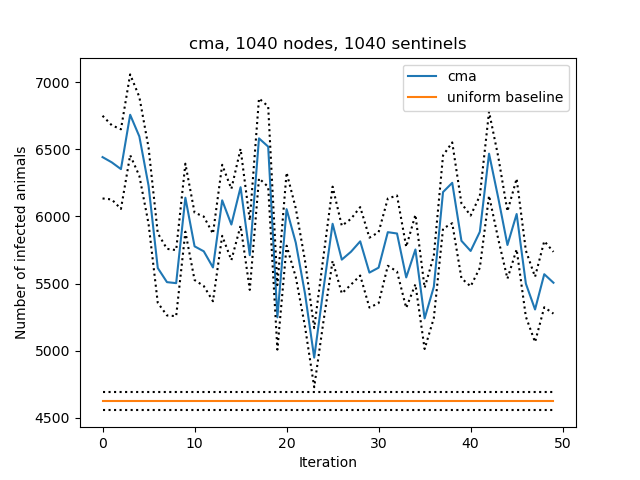 cma, 1040 nodes, 1040 sentinels
cma
uniform baseline
Number of infected animals
7000
6500
6000
5500
5000
4500
0
10
20
30
40
50
Iteration